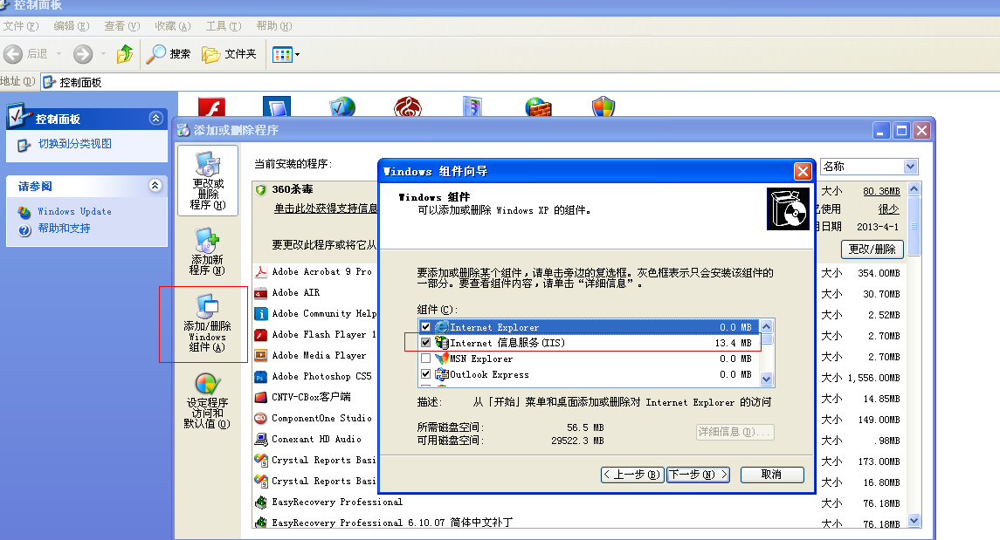 控制面板
文件(F) 编辑(E) 查看(V) 收藏(A) 工具(T) 帮助(H)
后退 搜索 文件夹
地址(D) 控制面板
控制面板
切换到分类视图
请参阅
Windows Update
帮助和支持
添加或删除程序
更改或
删除
程序(H)
添加新
程序(N)
添加/删除
Windows
组件(A)
设定程序
访问和
默认值(O)
当前安装的程序:
名称
360杀毒
大小 80.36MB
单击此处获得支持信息
已使用 很少
日期 2013-4-1
要更改此程序或将它从
更改/删除
Adobe Acrobat 9 Pro 大小 354.00MB
Adobe AIR 大小 30.70MB
Adobe Community Help 大小 2.52MB
Adobe Flash Player 1 大小 2.70MB
Adobe Media Player 大小 2.70MB
Adobe Photoshop CS5 大小 1,556.00MB
CNTV-CBox客户端 大小 14.85MB
ComponentOne Studio 大小 149.00MB
Conexant HD Audio 大小 .98MB
Crystal Reports Basi 大小 173.00MB
Crystal Reports Basi 大小 16.80MB
EasyRecovery Professional 大小 76.18MB
EasyRecovery Professional 6.10.07 简体中文补丁 大小 76.18MB
Windows 组件向导
Windows 组件
可以添加或删除 Windows XP 的组件。
要添加或删除某个组件，请单击旁边的复选框。灰色框表示只会安装该组件的
一部分。要查看组件内容，请单击“详细信息”。
组件(C):
Internet Explorer 0.0 MB
Internet 信息服务(IIS) 13.4 MB
MSN Explorer 0.0 MB
Outlook Express 0.0 MB
描述: 从「开始」菜单和桌面添加或删除对 Internet Explorer 的访问
所需磁盘空间: 56.5 MB
可用磁盘空间: 29522.3 MB
详细信息(D)...
< 上一步(B) 下一步(N) > 取消